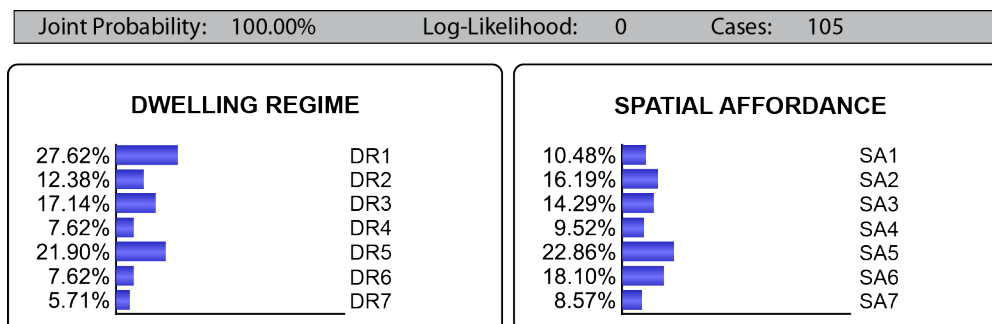 Joint Probability: 100.00% Log-Likelihood: 0 Cases: 105
DWELLING REGIME
27.62% DR1
12.38% DR2
17.14% DR3
7.62% DR4
21.90% DR5
7.62% DR6
5.71% DR7
SPATIAL AFFORDANCE
10.48% SA1
16.19% SA2
14.29% SA3
9.52% SA4
22.86% SA5
18.10% SA6
8.57% SA7